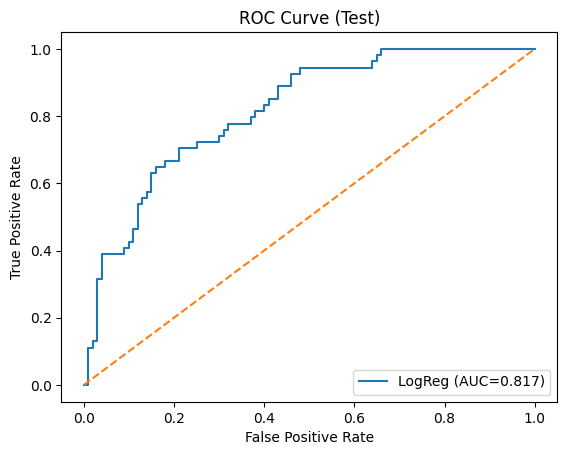 ROC Curve (Test)
True Positive Rate
1.0
0.8
0.6
0.4
0.2
0.0
LogReg (AUC=0.817)
0.0 0.2 0.4 0.6 0.8 1.0
False Positive Rate